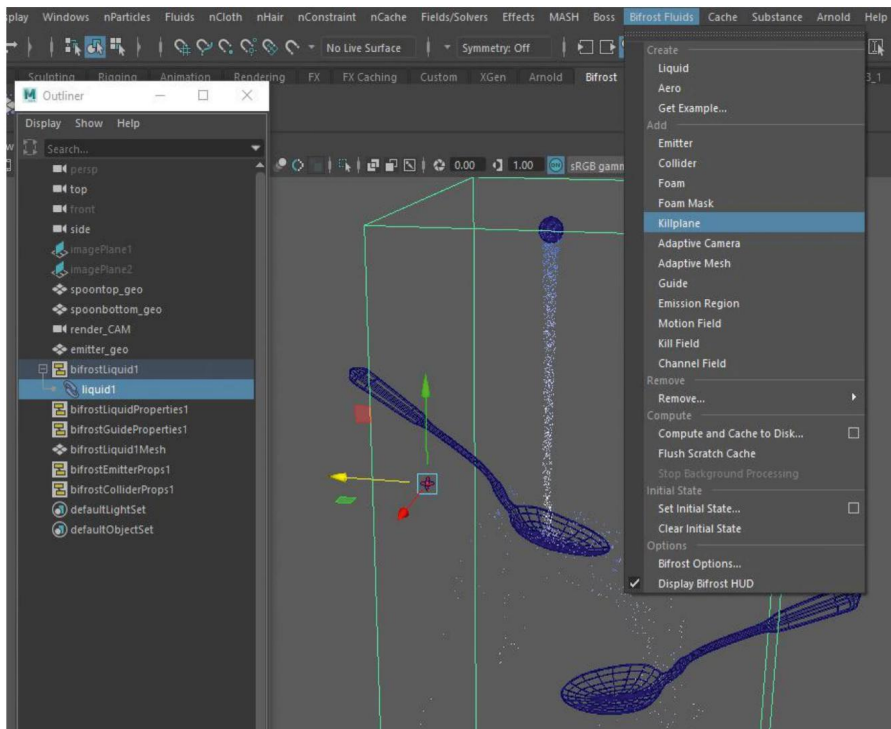 Windows nParticles Fluids nCloth nHair nConstraint nCache Fields/Solvers Effects MASH Boss Bifrost Fluids Cache Substance Arnold Help
No Live Surface
Symmetry: Off
Sculpting Rigging Animation Rendering FX FX Caching Custom XGen Arnold Bifrost
Outliner
Display Show Help
Search...
persp
top
front
side
imagePlane1
imagePlane2
spoontop_geo
spoonbottom_geo
render_CAM
emitter_geo
bifrostLiquid1
liquid1
bifrostLiquidProperties1
bifrostGuideProperties1
bifrostLiquid1Mesh
bifrostEmitterProps1
bifrostColliderProps1
defaultLightSet
defaultObjectSet
0.00
1.00
sRGB gamm
Create
Liquid
Aero
Get Example...
Add
Emitter
Collider
Foam
Foam Mask
Killplane
Adaptive Camera
Adaptive Mesh
Guide
Emission Region
Motion Field
Kill Field
Channel Field
Remove
Remove...
Compute
Compute and Cache to Disk...
Flush Scratch Cache
Stop Background Processing
Initial State
Set Initial State...
Clear Initial State
Options
Bifrost Options...
Display Bifrost HUD